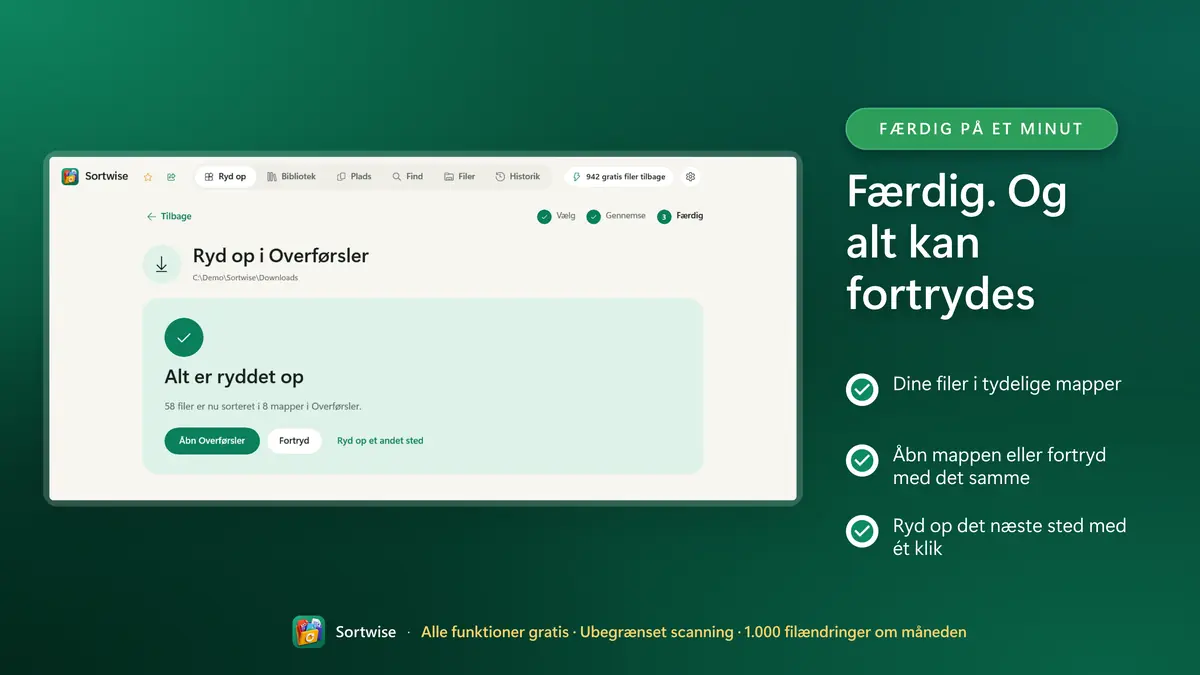 Sortwise
Ryd op
Bibliotek
Plads
Find
Filer
Historik
942 gratis filer tilbage
Tilbage
Vælg
Gennemse
3 Færdig
Ryd op i Overførsler
C:\Demo\Sortwise\Downloads
Alt er ryddet op
58 filer er nu sorteret i 8 mapper i Overførsler.
Åbn Overførsler
Fortryd
Ryd op et andet sted
FÆRDIG PÅ ET MINUT
Færdig. Og
alt kan
fortrydes
Dine filer i tydelige mapper
Åbn mappen eller fortryd
med det samme
Ryd op det næste sted med
ét klik
Sortwise · Alle funktioner gratis · Ubegrænset scanning · 1.000 filændringer om måneden